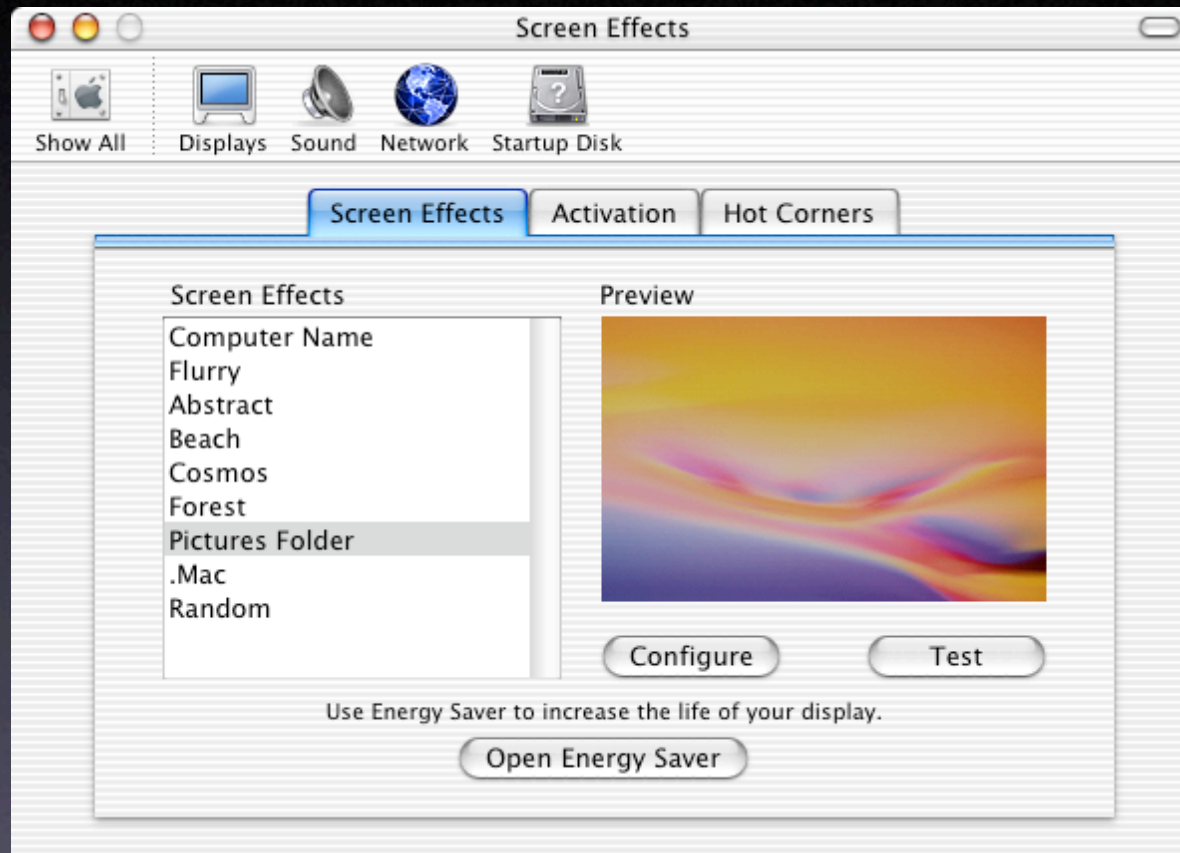 Screen Effects
Show All Displays Sound Network Startup Disk
Screen Effects Activation Hot Corners
Screen Effects
Computer Name
Flurry
Abstract
Beach
Cosmos
Forest
Pictures Folder
.Mac
Random
Preview
Configure Test
Use Energy Saver to increase the life of your display.
Open Energy Saver